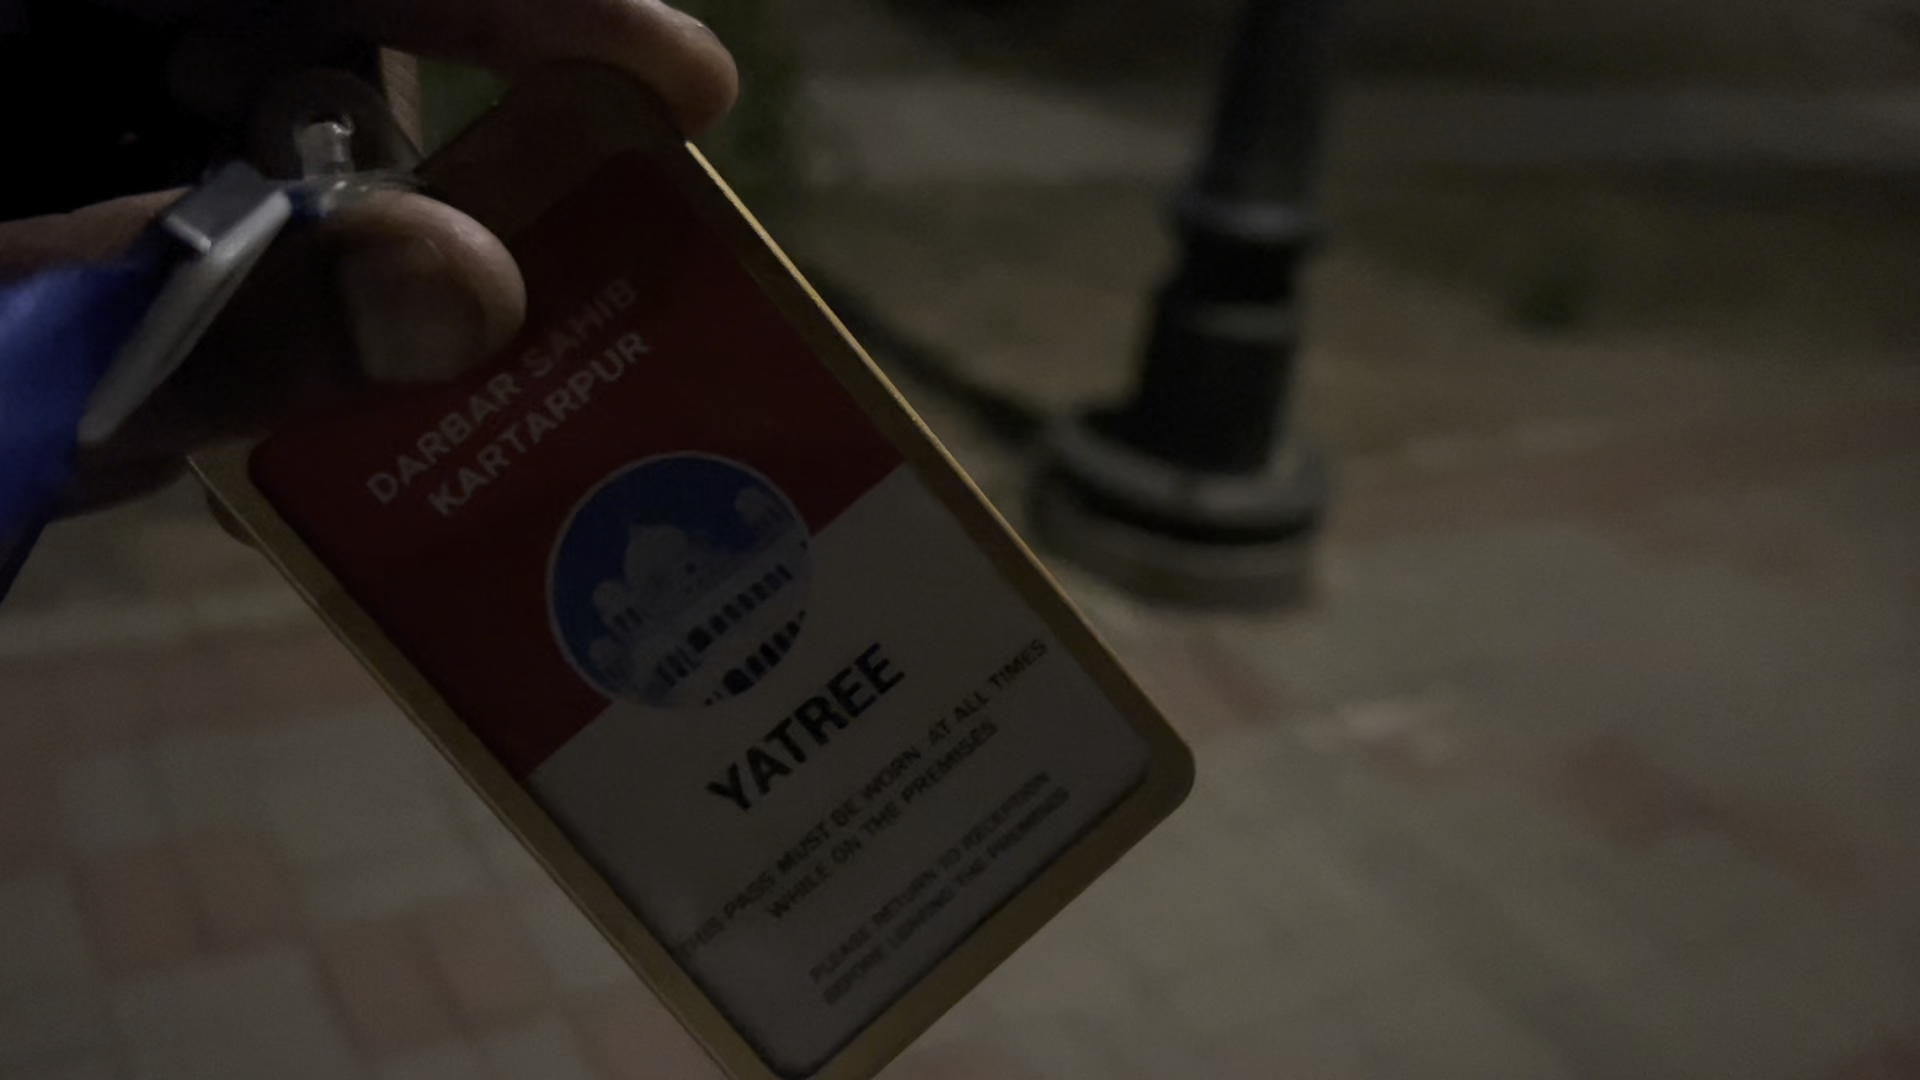 DARBAR SAHIB
KARTARPUR
YATREE
THIS PASS MUST BE WORN AT ALL TIMES
WHILE ON THE PREMISES
PLEASE RETURN TO RECEPTION
BEFORE LEAVING THE PREMISES